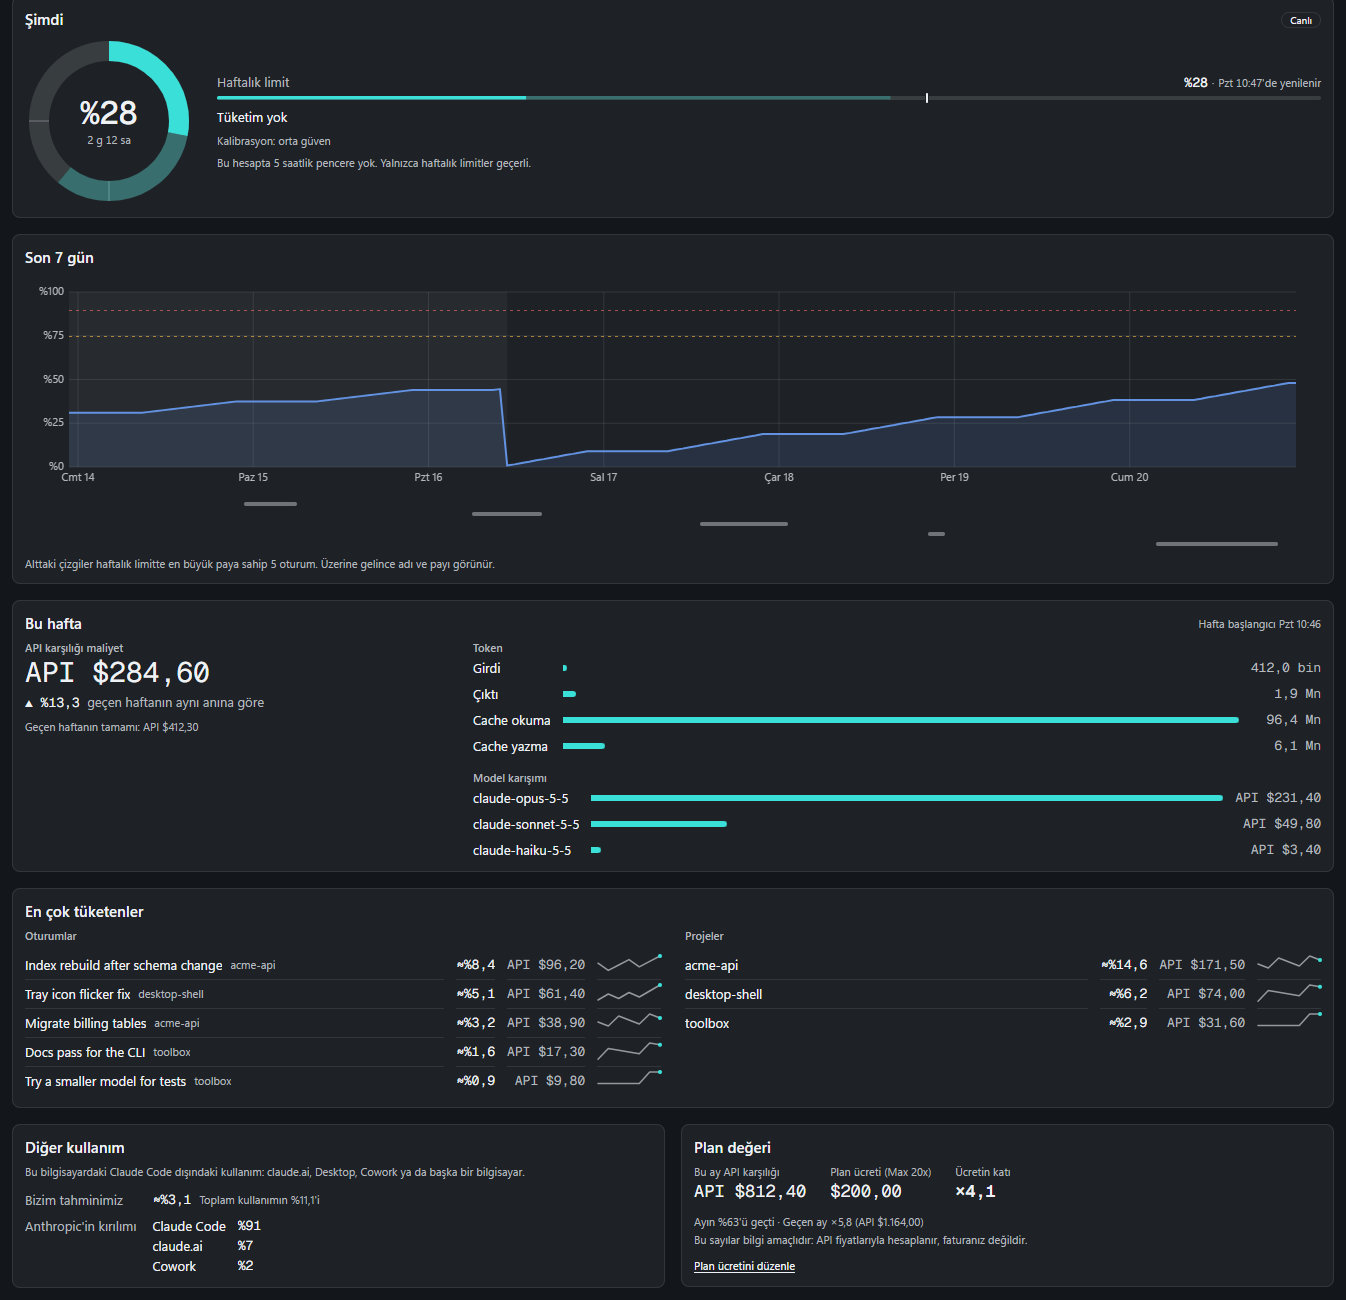 Şimdi
Canlı
%28
2 g 12 sa
Haftalık limit
%28 · Pzt 10:47'de yenilenir
Tüketim yok
Kalibrasyon: orta güven
Bu hesapta 5 saatlik pencere yok. Yalnızca haftalık limitler geçerli.
Son 7 gün
%100
%75
%50
%25
%0
Cmt 14 Paz 15 Pzt 16 Sal 17 Çar 18 Per 19 Cum 20
Alttaki çizgiler haftalık limitte en büyük paya sahip 5 oturum. Üzerine gelince adı ve payı görünür.
Bu hafta
Hafta başlangıcı Pzt 10:46
API karşılığı maliyet
API $284,60
▲ %13,3 geçen haftanın aynı anına göre
Geçen haftanın tamamı: API $412,30
Token
Girdi 412,0 bin
Çıktı 1,9 Mn
Cache okuma 96,4 Mn
Cache yazma 6,1 Mn
Model karışımı
claude-opus-5-5 API $231,40
claude-sonnet-5-5 API $49,80
claude-haiku-5-5 API $3,40
En çok tüketenler
Oturumlar
Index rebuild after schema change acme-api ≈%8,4 API $96,20
Tray icon flicker fix desktop-shell ≈%5,1 API $61,40
Migrate billing tables acme-api ≈%3,2 API $38,90
Docs pass for the CLI toolbox ≈%1,6 API $17,30
Try a smaller model for tests toolbox ≈%0,9 API $9,80
Projeler
acme-api ≈%14,6 API $171,50
desktop-shell ≈%6,2 API $74,00
toolbox ≈%2,9 API $31,60
Diğer kullanım
Bu bilgisayardaki Claude Code dışındaki kullanım: claude.ai, Desktop, Cowork ya da başka bir bilgisayar.
Bizim tahminimiz ≈%3,1 Toplam kullanımın %11,1'i
Anthropic'in kırılımı Claude Code %91
claude.ai %7
Cowork %2
Plan değeri
Bu ay API karşılığı Plan ücreti (Max 20x) Ücretin katı
API $812,40 $200,00 ×4,1
Ayın %63'ü geçti · Geçen ay ×5,8 (API $1.164,00)
Bu sayılar bilgi amaçlıdır: API fiyatlarıyla hesaplanır, faturanız değildir.
Plan ücretini düzenle